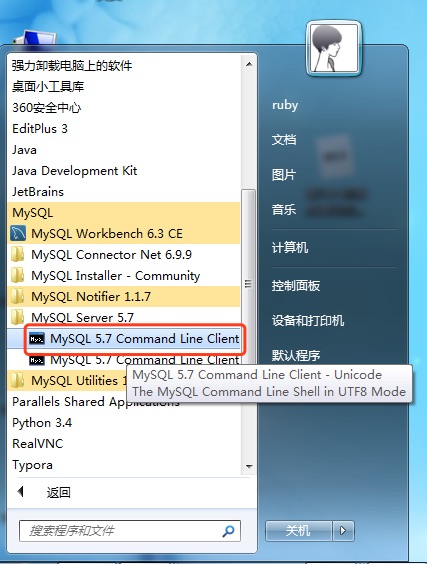 强力卸载电脑上的软件
桌面小工具库
360安全中心
EditPlus 3
Java
Java Development Kit
JetBrains
MySQL
MySQL Workbench 6.3 CE
MySQL Connector Net 6.9.9
MySQL Installer - Community
MySQL Notifier 1.1.7
MySQL Server 5.7
MySQL 5.7 Command Line Client
MySQL 5.7 Command Line Client
MySQL Utilities 1
Parallels Shared Applications
Python 3.4
RealVNC
Typora
返回
搜索程序和文件
ruby
文档
图片
音乐
计算机
控制面板
设备和打印机
默认程序
MySQL 5.7 Command Line Client - Unicode
The MySQL Command Line Shell in UTF8 Mode
关机